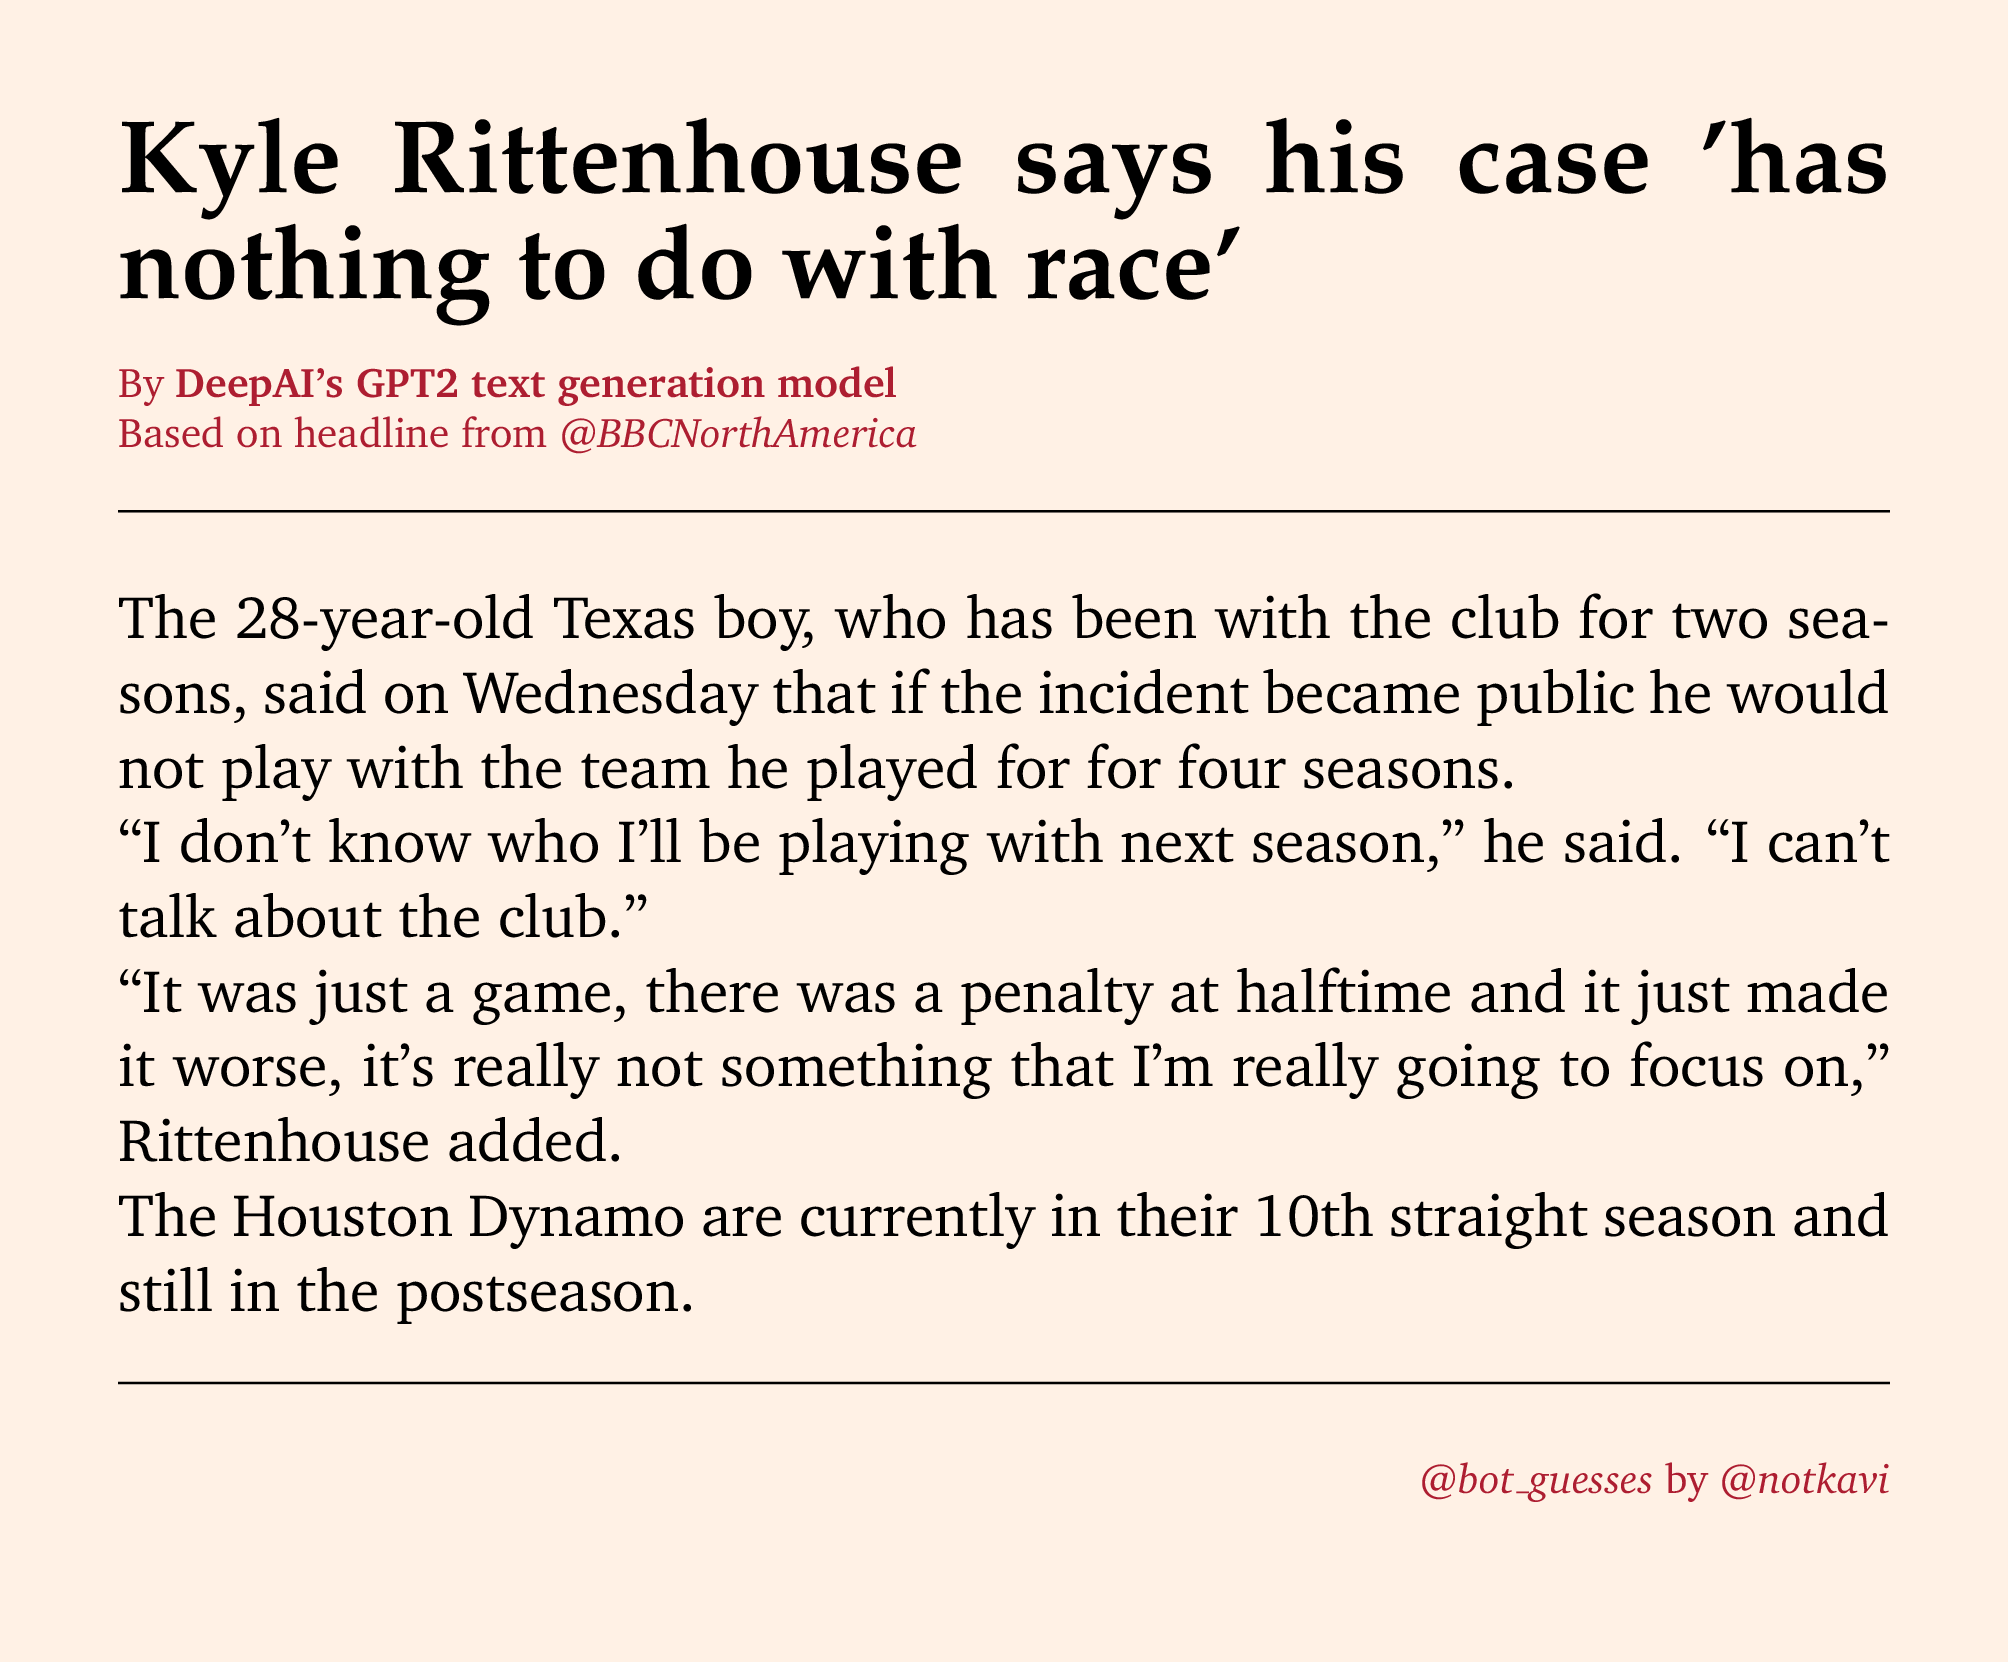 Kyle Rittenhouse says his case ’has
nothing to do with race’
By DeepAI’s GPT2 text generation model
Based on headline from @BBCNorthAmerica
The 28-year-old Texas boy, who has been with the club for two sea-
sons, said on Wednesday that if the incident became public he would
not play with the team he played for for four seasons.
“I don’t know who I’ll be playing with next season,” he said. “I can’t
talk about the club.”
“It was just a game, there was a penalty at halftime and it just made
it worse, it’s really not something that I’m really going to focus on,”
Rittenhouse added.
The Houston Dynamo are currently in their 10th straight season and
still in the postseason.
@bot_guesses by @notkavi